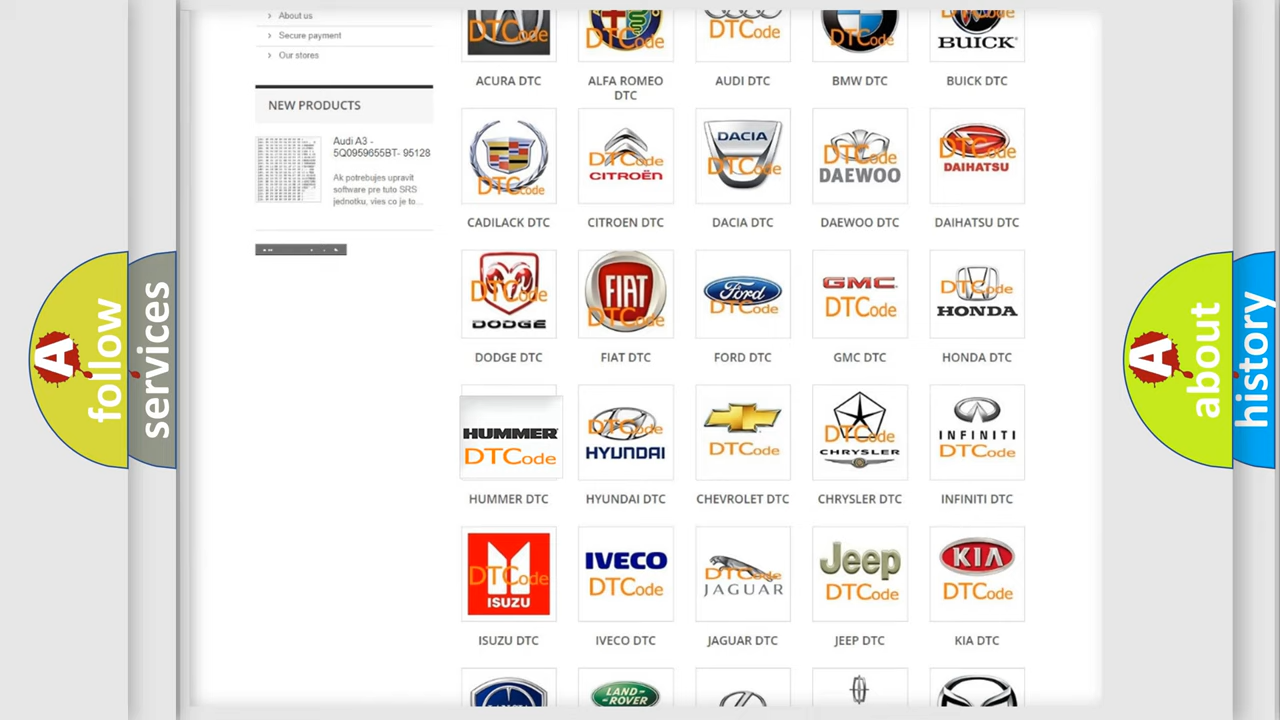 About us
Secure payment
Our stores
NEW PRODUCTS
Audi A3 -
5Q0959655BT- 95128
Ak potrebujes upravit
software pre tuto SRS
jednotku, vies co je to...
DTCode
DTCode
DTCode
DTCode
BUICK
ACURA DTC
ALFA ROMEO
DTC
AUDI DTC
BMW DTC
BUICK DTC
DTCode
DTCode
CITROËN
DACIA
DTCode
DTCode
DAEWOO
DTCode
DAIHATSU
CADILACK DTC
CITROEN DTC
DACIA DTC
DAEWOO DTC
DAIHATSU DTC
DTCode
DODGE
FIAT
DTCode
Ford
DTCode
GMC
DTCode
DTCode
HONDA
DODGE DTC
FIAT DTC
FORD DTC
GMC DTC
HONDA DTC
HUMMER
DTCode
DTCode
HYUNDAI
DTCode
DTCode
CHRYSLER
INFINITI
DTCode
HUMMER DTC
HYUNDAI DTC
CHEVROLET DTC
CHRYSLER DTC
INFINITI DTC
DTCode
ISUZU
IVECO
DTCode
DTCode
JAGUAR
Jeep
DTCode
KIA
DTCode
ISUZU DTC
IVECO DTC
JAGUAR DTC
JEEP DTC
KIA DTC
LAND-
ROVER
A
follow
services
A
about
history